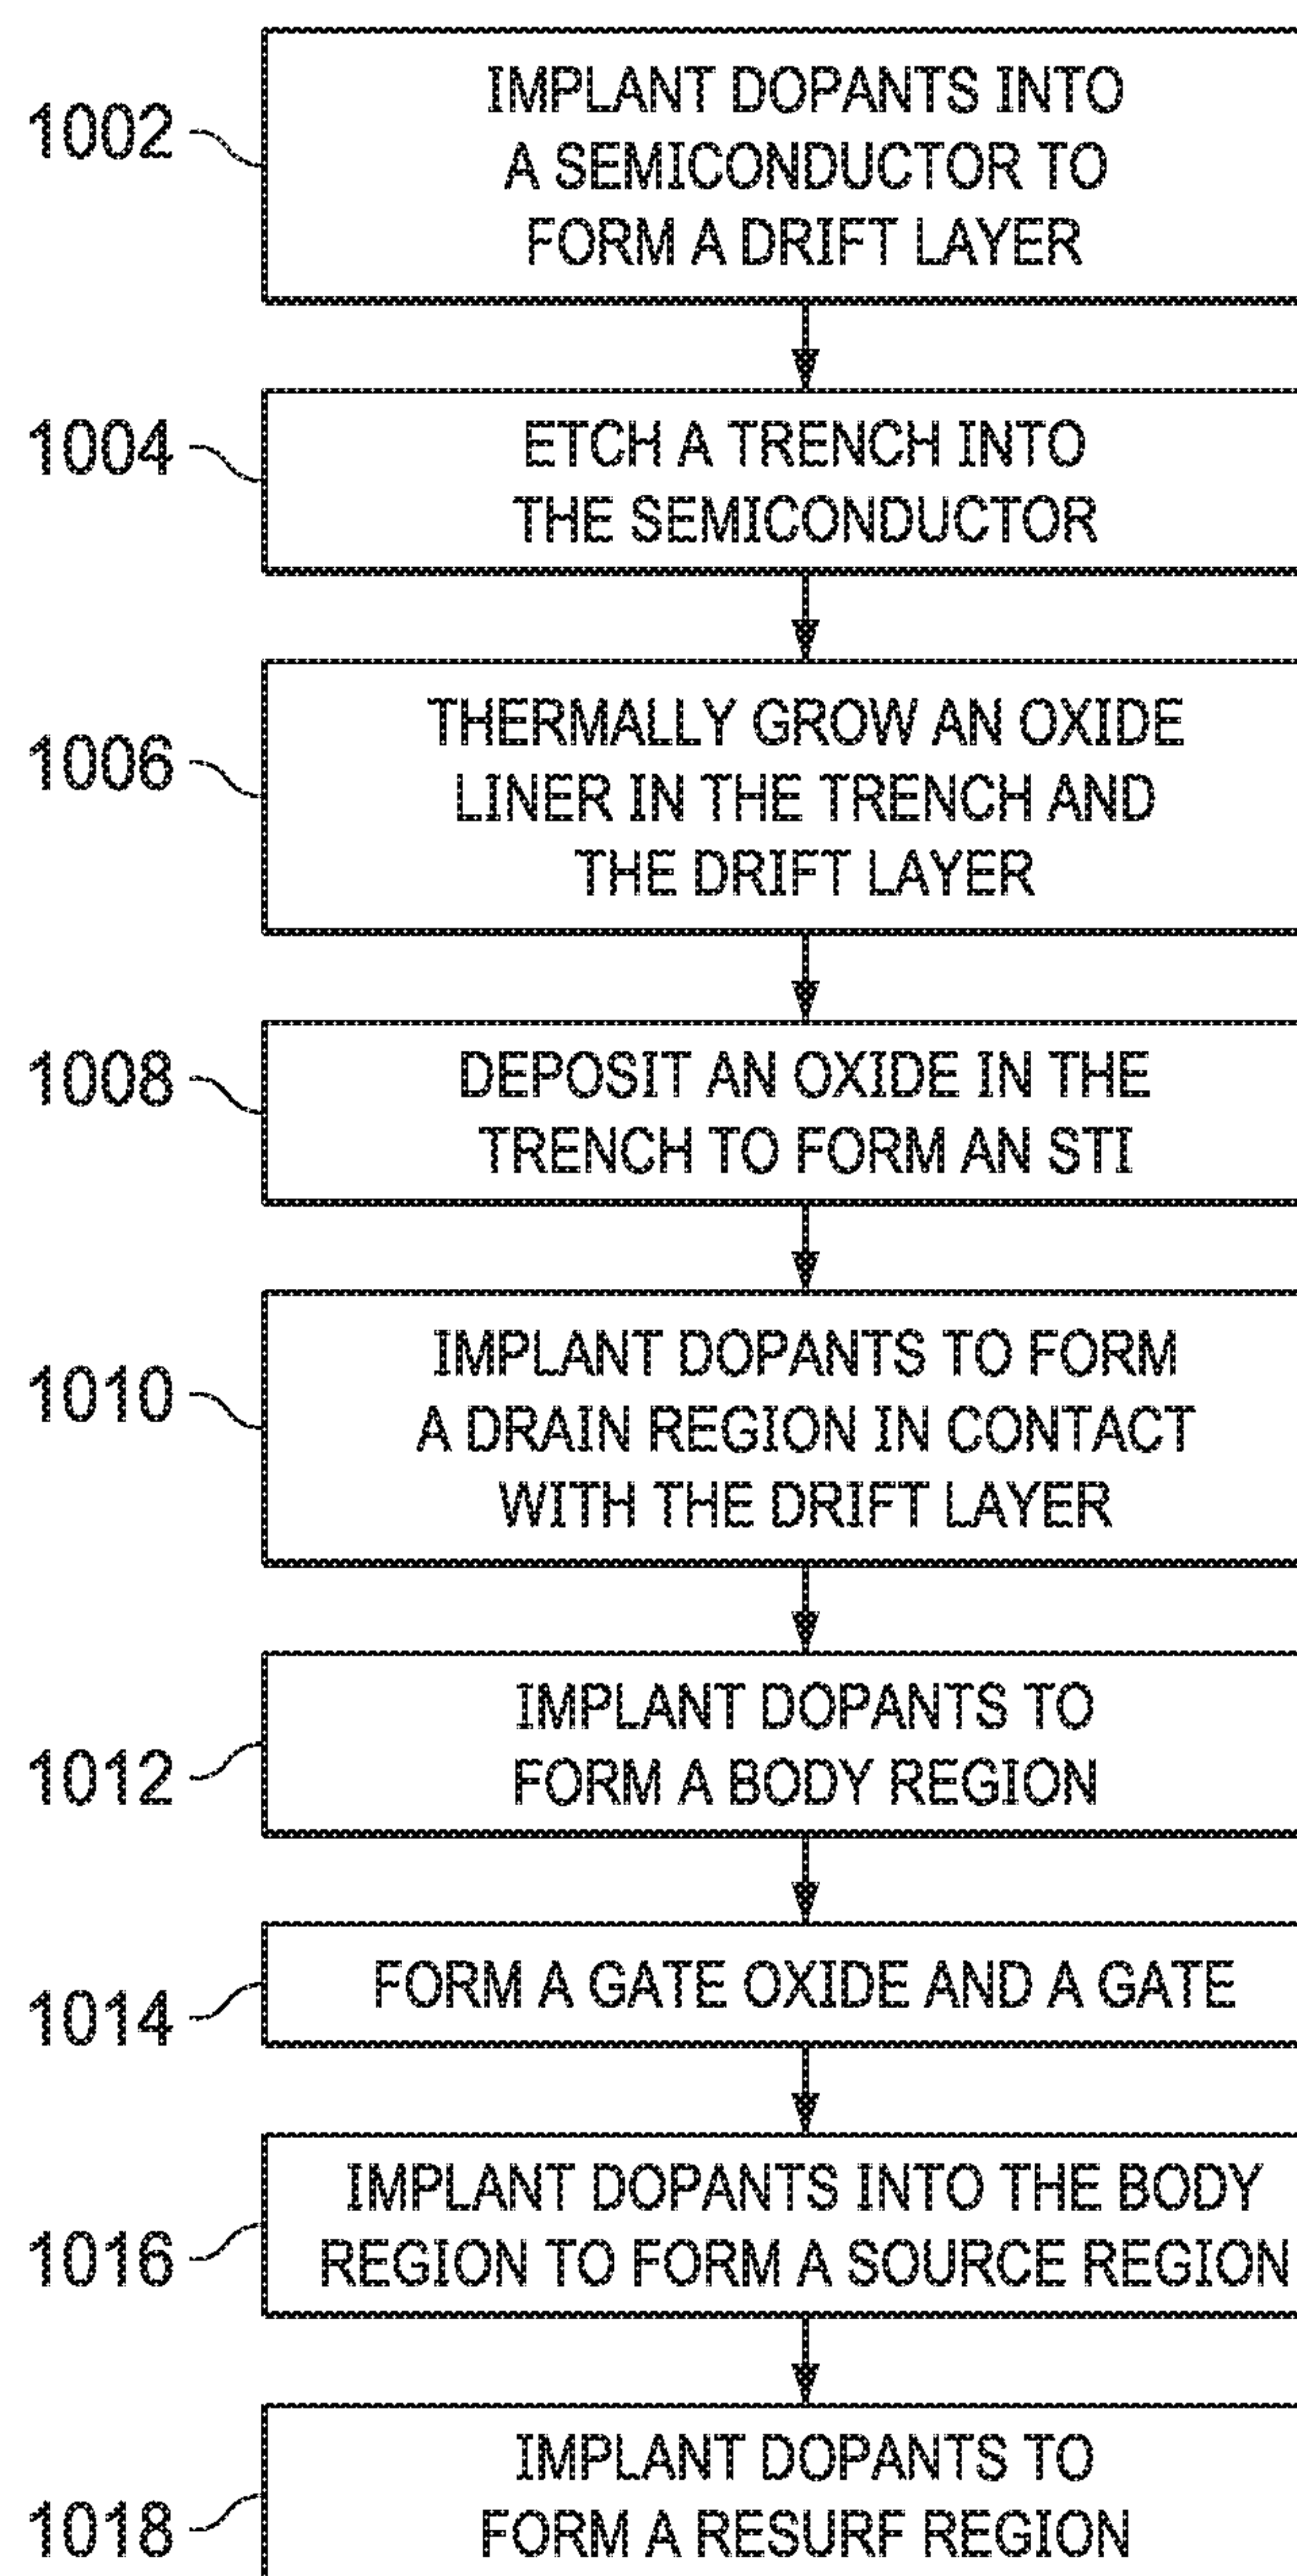 1002
IMPLANT DOPANTS INTO
A SEMICONDUCTOR TO
FORM A DRIFT LAYER
1004
ETCH A TRENCH INTO
THE SEMICONDUCTOR
1006
THERMALLY GROW AN OXIDE
LINER IN THE TRENCH AND
THE DRIFT LAYER
1008
DEPOSIT AN OXIDE IN THE
TRENCH TO FORM AN STI
1010
IMPLANT DOPANTS TO FORM
A DRAIN REGION IN CONTACT
WITH THE DRIFT LAYER
1012
IMPLANT DOPANTS TO
FORM A BODY REGION
1014
FORM A GATE OXIDE AND A GATE
1016
IMPLANT DOPANTS INTO THE BODY
REGION TO FORM A SOURCE REGION
1018
IMPLANT DOPANTS TO
FORM A RESURF REGION